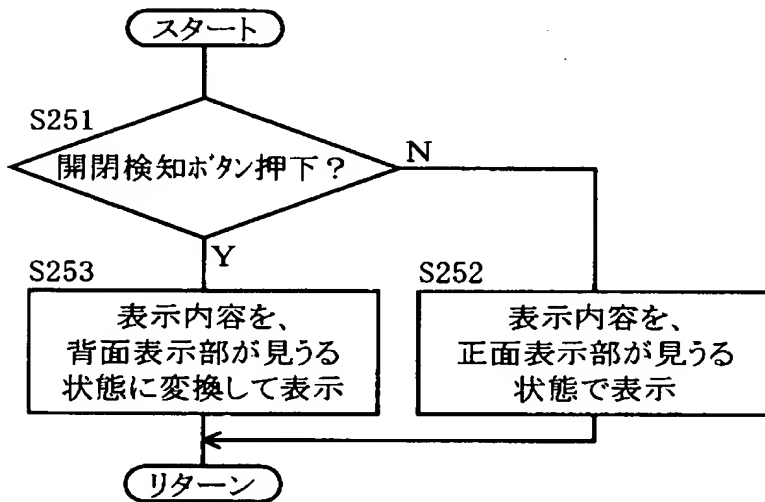 スタート
S251
開閉検知ボタン押下？
N
Y
S253
表示内容を、
背面表示部が見うる
状態に変換して表示
S252
表示内容を、
正面表示部が見うる
状態で表示
リターン